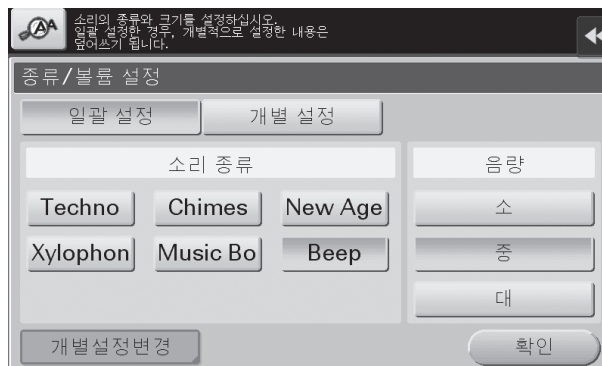 소리의 종류와 크기를 설정하십시오.
일괄 설정한 경우, 개별적으로 설정한 내용은
덮어쓰기 됩니다.
종류/볼륨 설정
일괄 설정 개별 설정
소리 종류 음량
Techno Chimes New Age 소
Xylophon Music Bo Beep 중
대
개별설정변경 확인